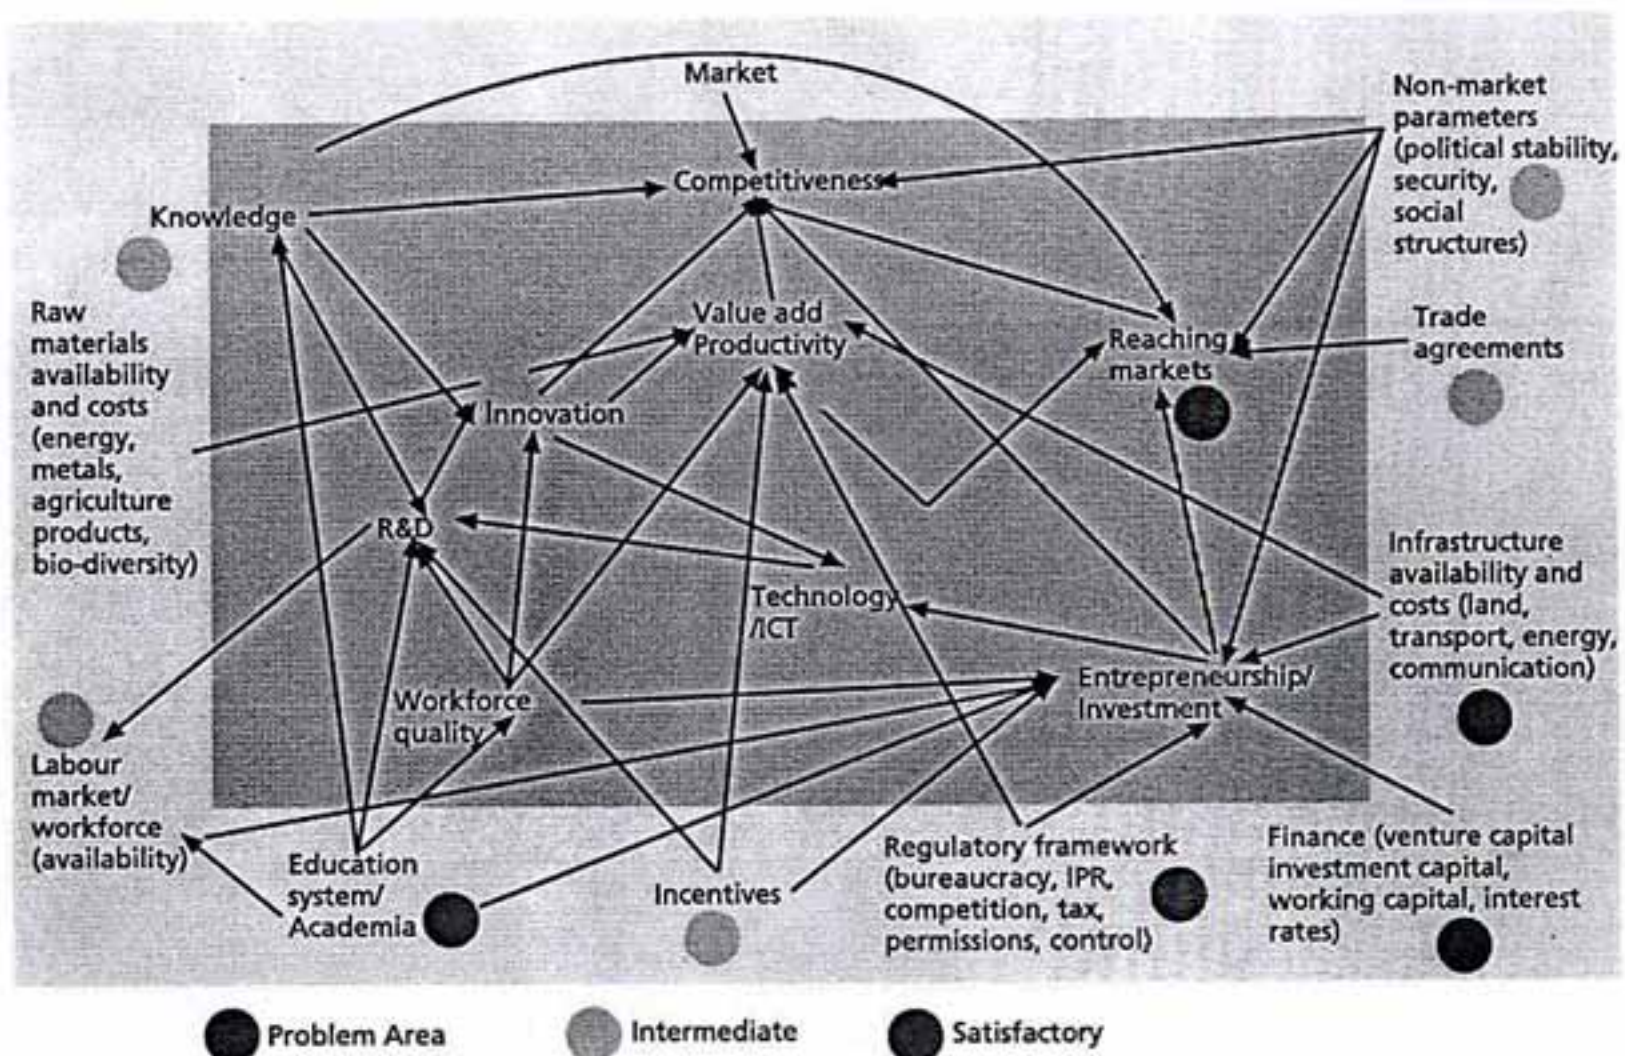 Market
Non-market
parameters
(political stability,
security,
social
structures)
Competitiveness
Knowledge
Raw
materials
availability
and costs
(energy,
metals,
agriculture
products,
bio-diversity)
Value add
Productivity
Reaching
markets
Trade
agreements
Innovation
R&D
Technology
/ICT
Infrastructure
availability and
costs (land,
transport, energy,
communication)
Workforce
quality
Entrepreneurship/
Investment
Labour
market/
workforce
(availability)
Education
system/
Academia
Incentives
Regulatory framework
(bureaucracy, IPR,
competition, tax,
permissions, control)
Finance (venture capital
investment capital,
working capital, interest
rates)
Problem Area
Intermediate
Satisfactory